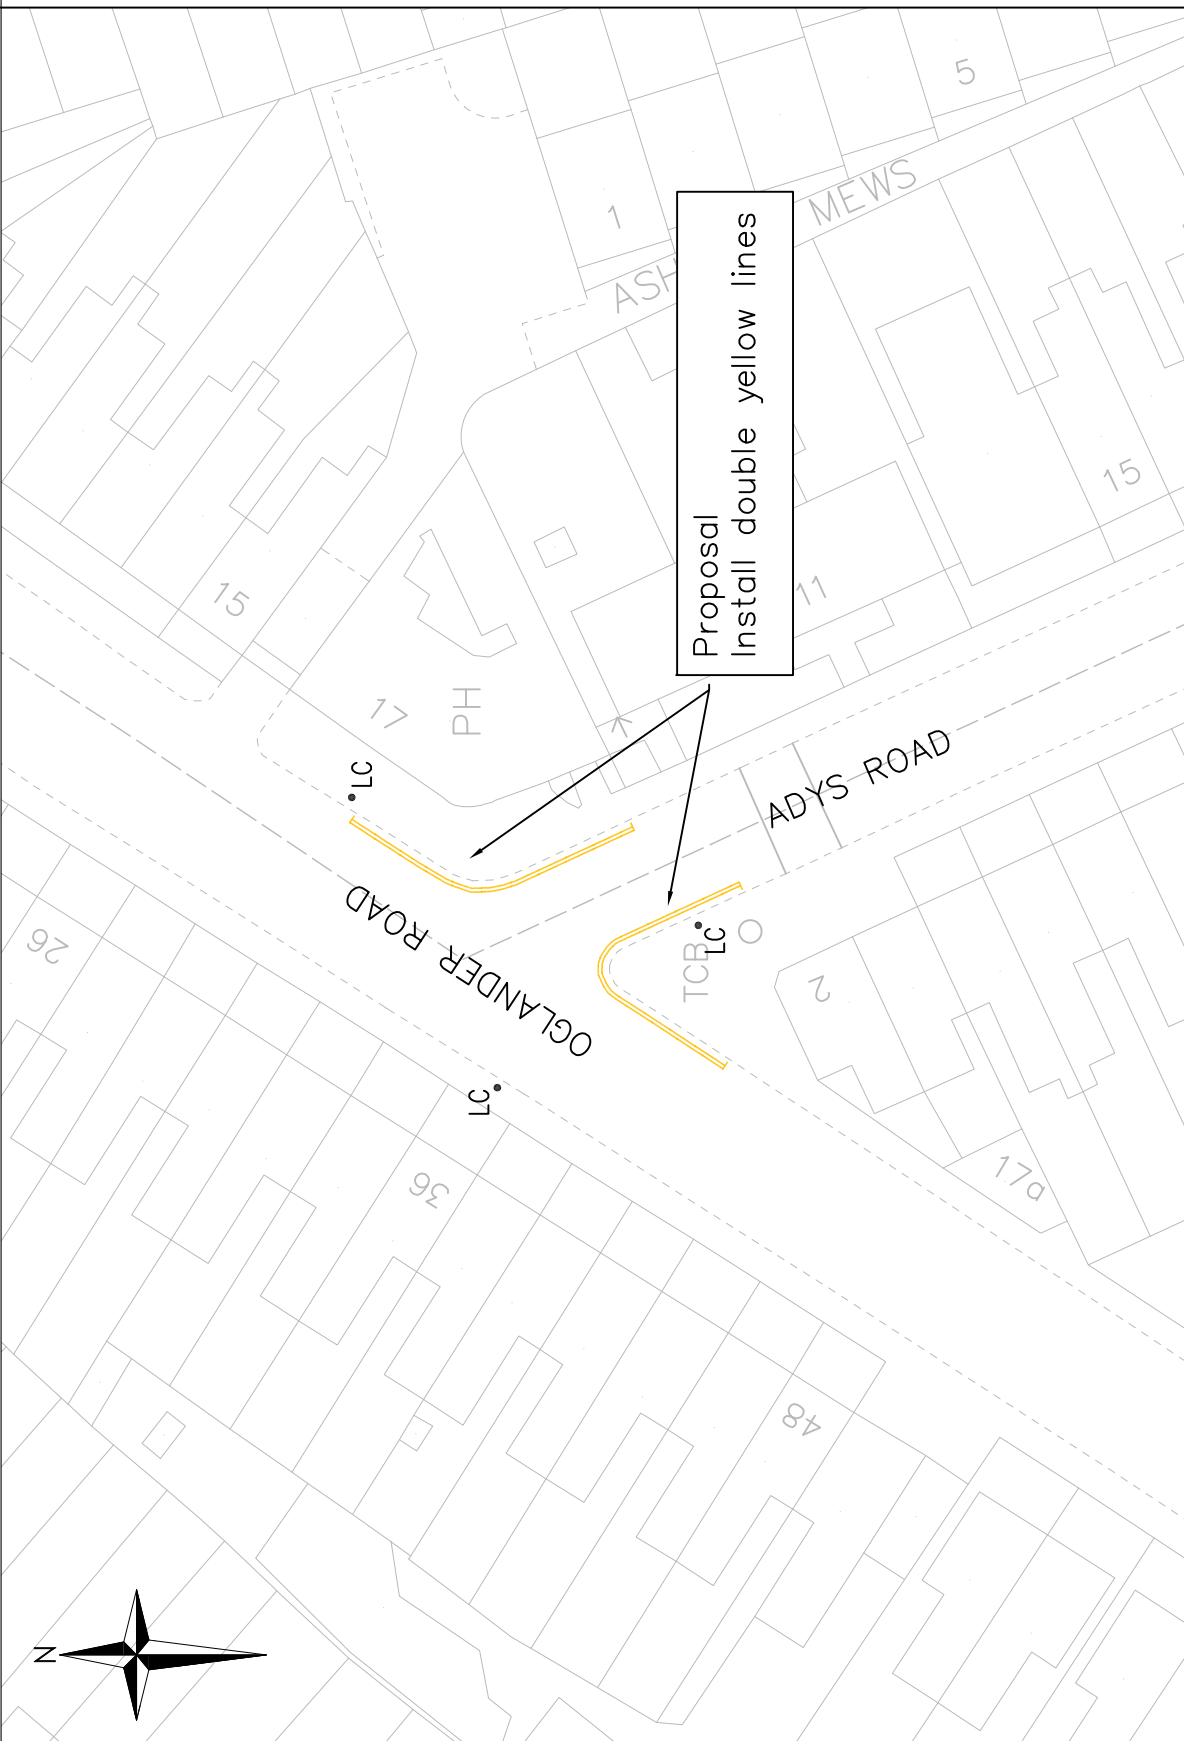 Proposal
Install double yellow lines
ASH
MEWS
ADYS ROAD
OGLANDER ROAD
1
5
15
11
15
17
PH
LC
LC
TCB
2
17a
LC
26
36
48
N